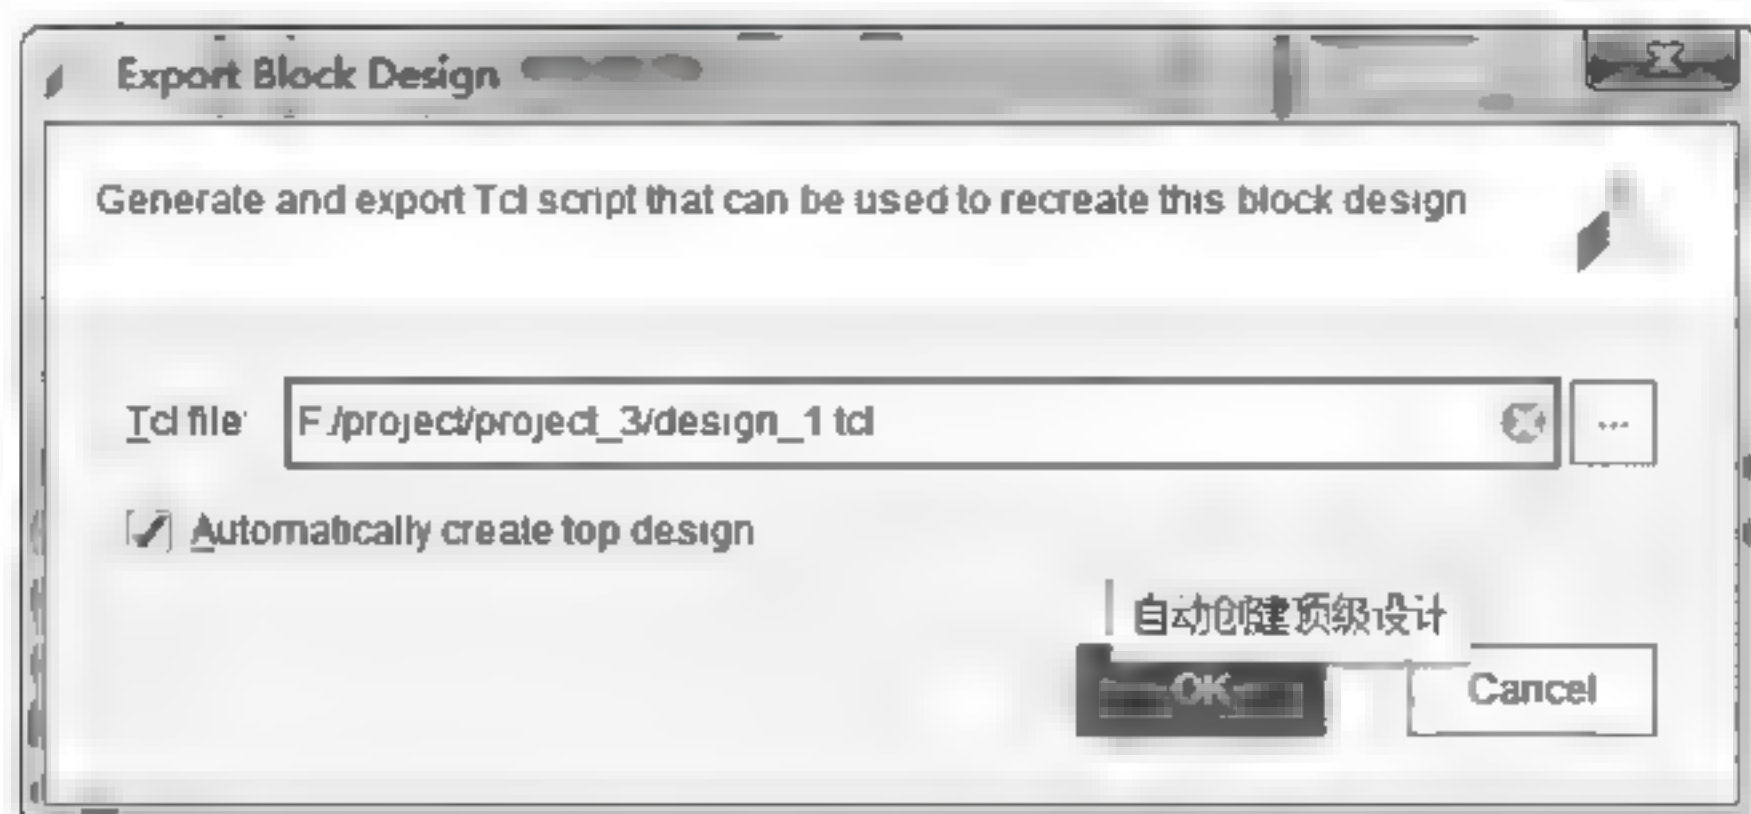 Export Block Design
Generate and export Tcl script that can be used to recreate this block design
Tcl file:
F:/project/project_3/design_1.tcl
...
Automatically create top design
自动创建顶级设计
OK
Cancel